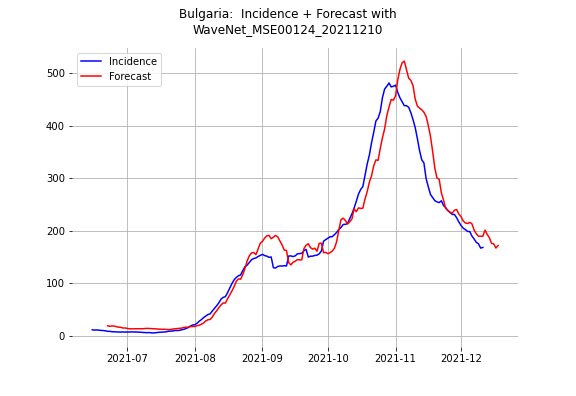 Bulgaria:  Incidence + Forecast with
WaveNet_MSE00124_20211210
Incidence
Forecast
500
400
300
200
100
0
2021-07 2021-08 2021-09 2021-10 2021-11 2021-12